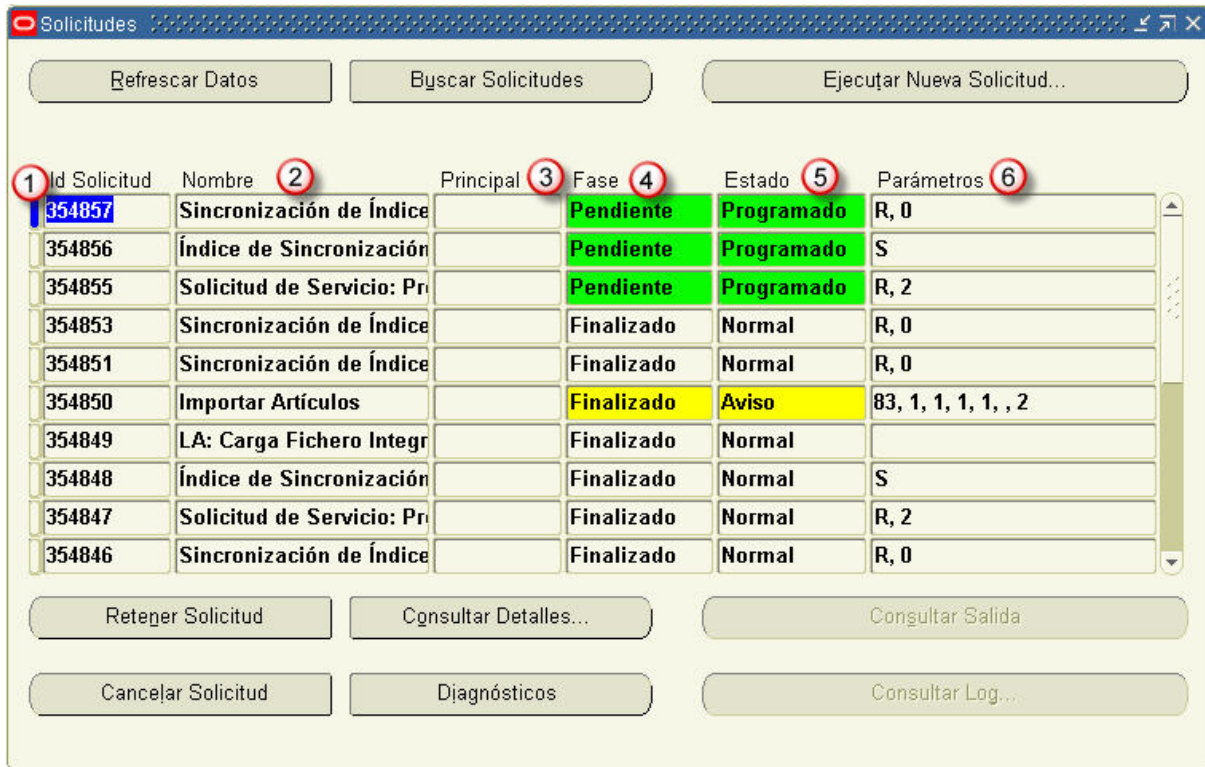 Solicitudes
Refrescar Datos Buscar Solicitudes Ejecutar Nueva Solicitud...
1 Id Solicitud Nombre 2 Principal 3 Fase 4 Estado 5 Parámetros 6
354857 Sincronización de Índice Pendiente Programado R, 0
354856 Índice de Sincronización Pendiente Programado S
354855 Solicitud de Servicio: Pr Pendiente Programado R, 2
354853 Sincronización de Índice Finalizado Normal R, 0
354851 Sincronización de Índice Finalizado Normal R, 0
354850 Importar Artículos Finalizado Aviso 83, 1, 1, 1, 1, , 2
354849 LA: Carga Fichero Integr Finalizado Normal
354848 Índice de Sincronización Finalizado Normal S
354847 Solicitud de Servicio: Pr Finalizado Normal R, 2
354846 Sincronización de Índice Finalizado Normal R, 0
Retener Solicitud Consultar Detalles... Consultar Salida
Cancelar Solicitud Diagnósticos Consultar Log...